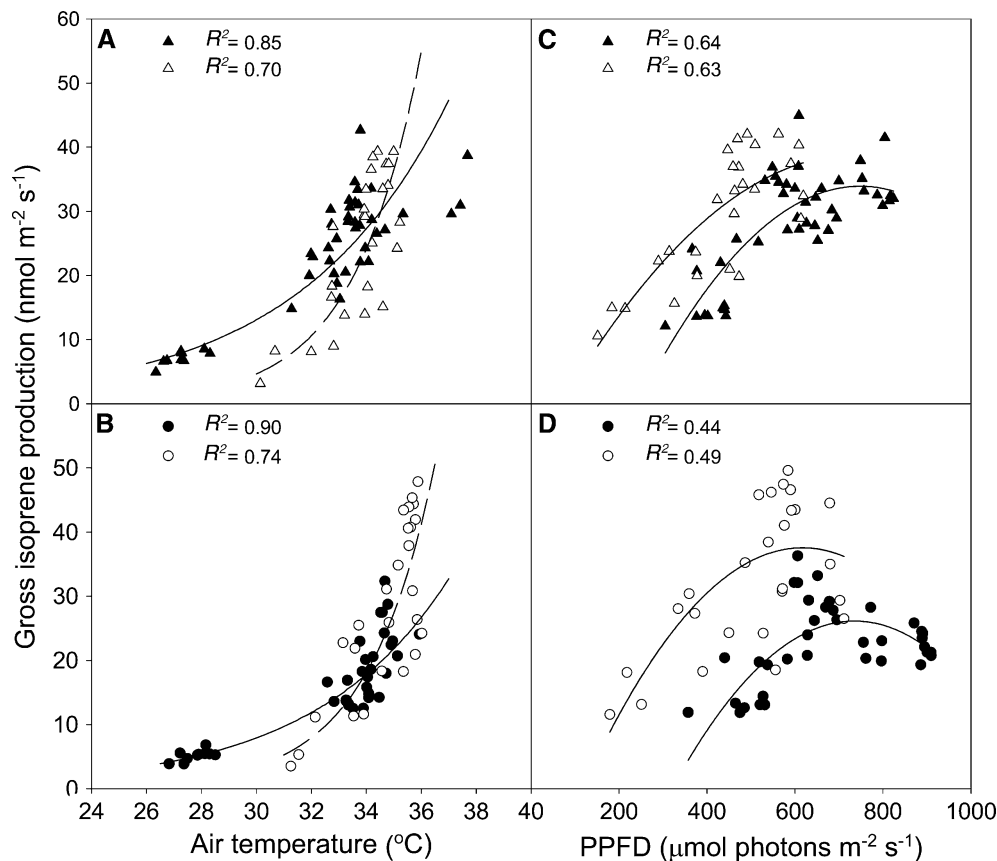 Gross isoprene production (nmol m⁻² s⁻¹)
60
50
40
30
20
10
0
A
R²= 0.85
R²= 0.70
C
R²= 0.64
R²= 0.63
50
40
30
20
10
0
B
R²= 0.90
R²= 0.74
D
R²= 0.44
R²= 0.49
24 26 28 30 32 34 36 38 40 200 400 600 800 1000
Air temperature (°C) PPFD (μmol photons m⁻² s⁻¹)